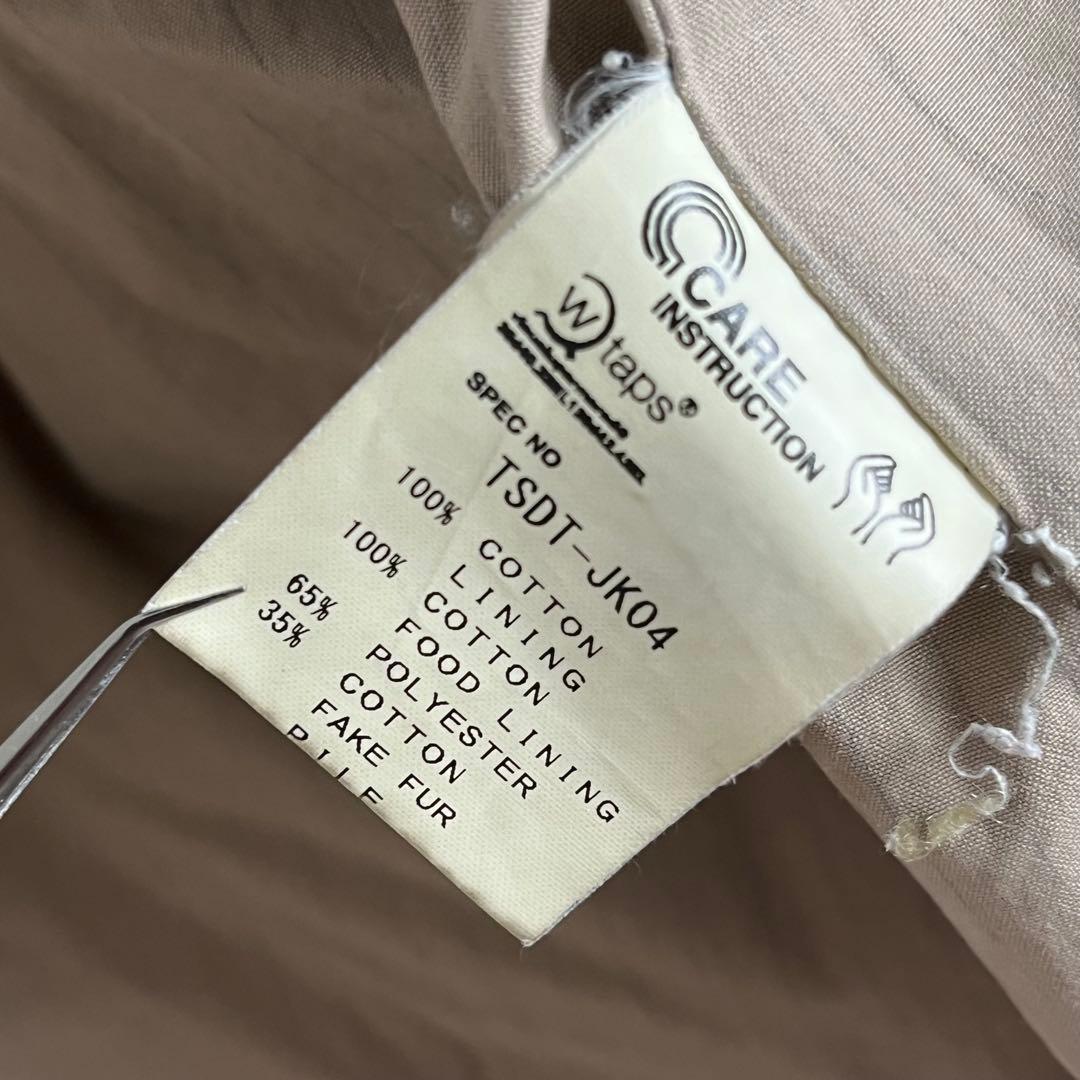 CARE
INSTRUCTION
W)taps®
SPEC NO
TSDT-JK04
100% COTTON
LINING
100% COTTON
FOOD LINING
65% POLYESTER
35% COTTON
FAKE FUR
PILE